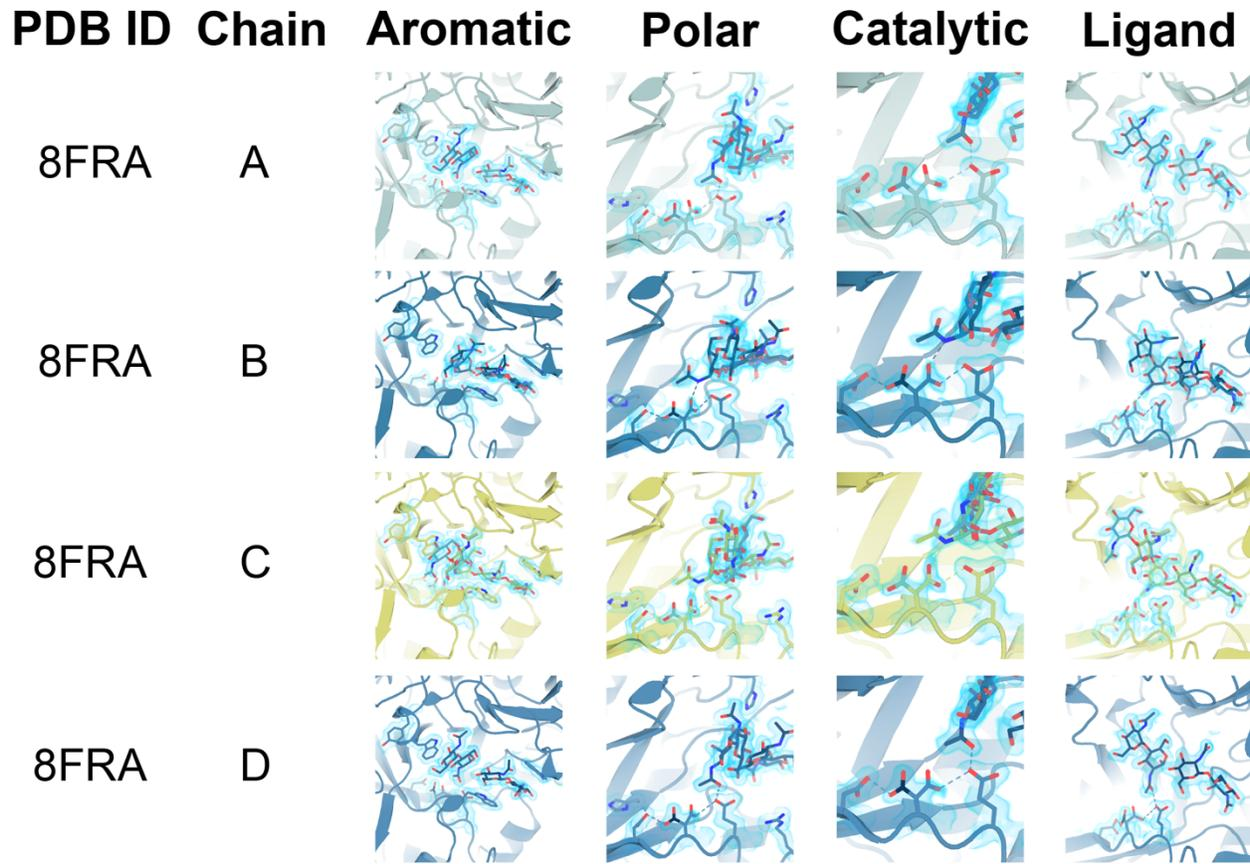 PDB ID Chain Aromatic Polar Catalytic Ligand
8FRA A
8FRA B
8FRA C
8FRA D